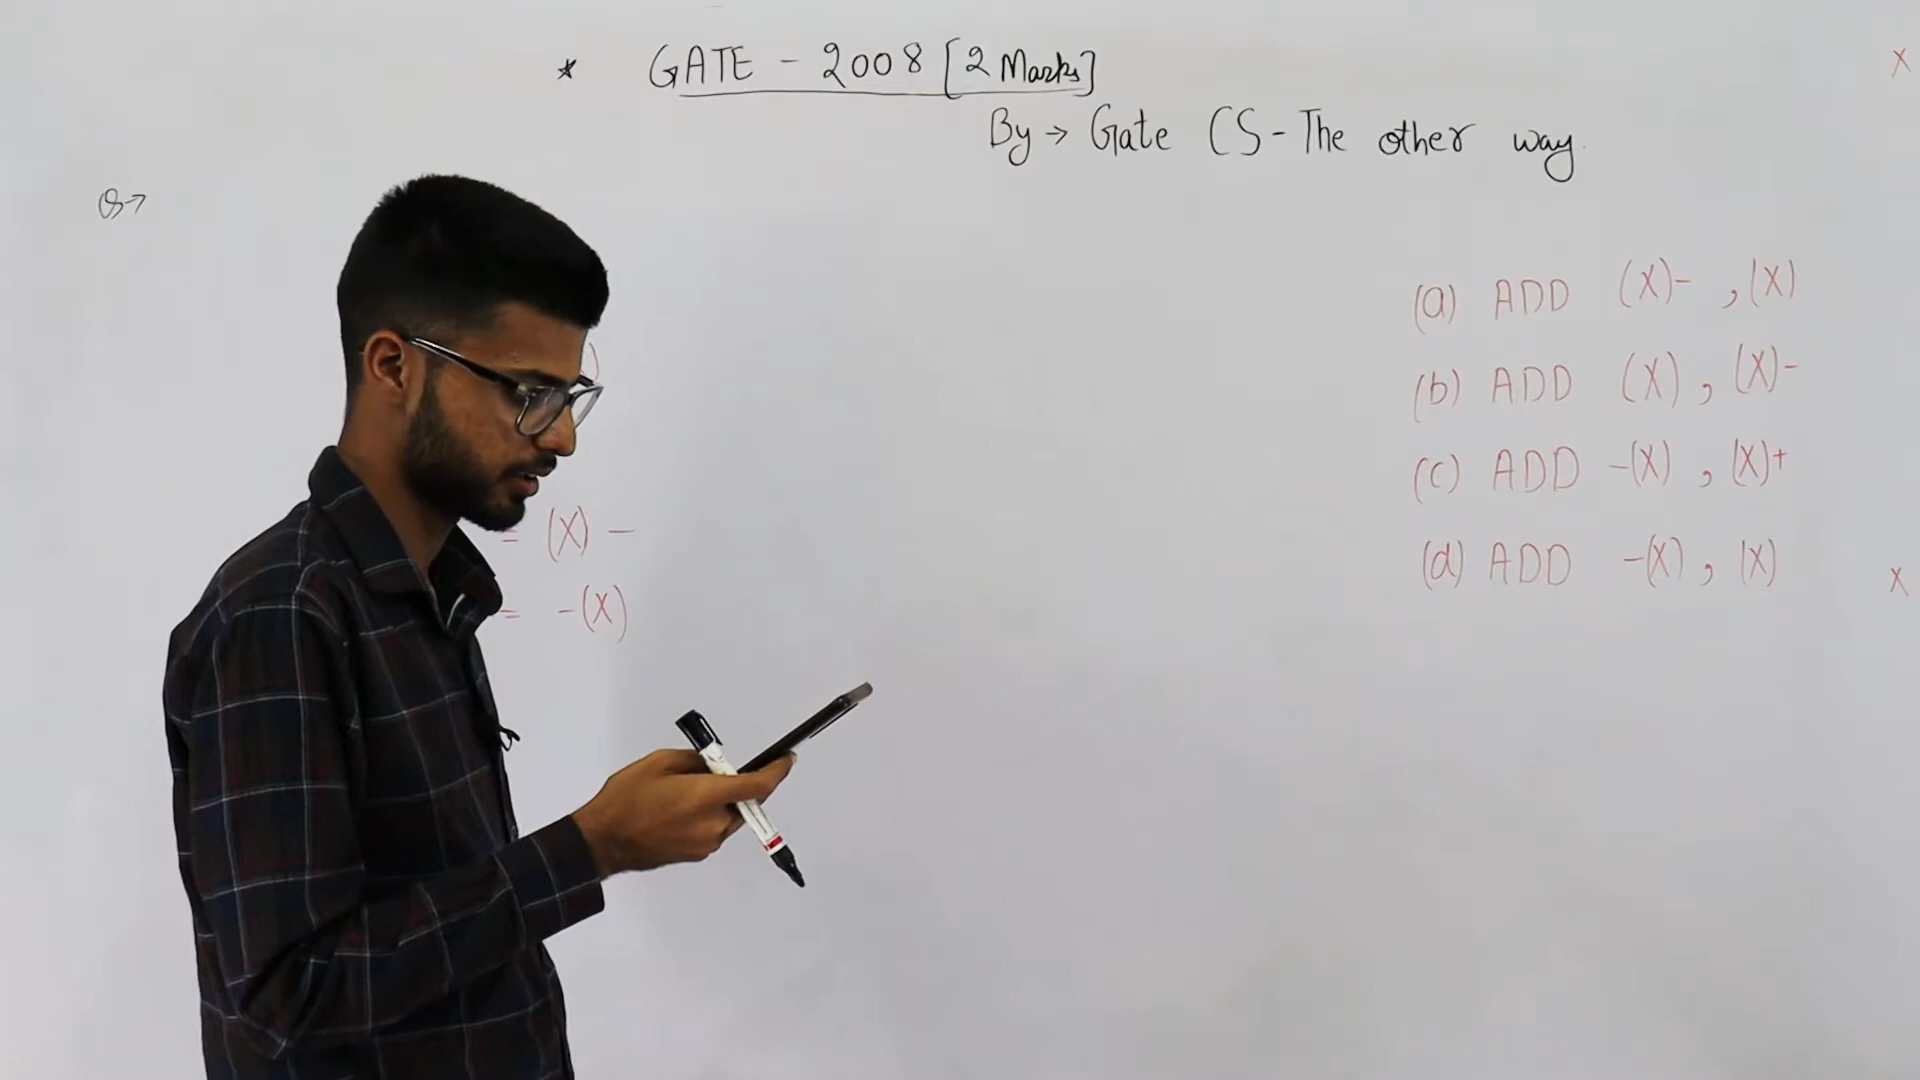 * GATE - 2008 [2 Marks]
By → Gate CS - The other way.
Q →
(a) ADD (X)- , (X)
(b) ADD (X) , (X)-
(c) ADD -(X) , (X)+
(d) ADD -(X) , (X)
= (X) -
= -(X)
X
X